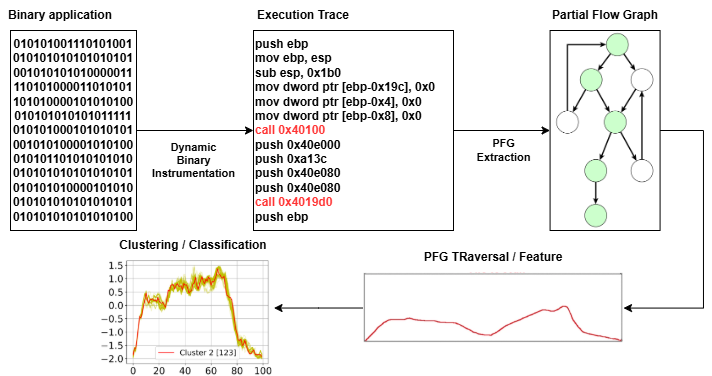 Binary application
Execution Trace
Partial Flow Graph
010101001110101001
010101010101010101
001010101010000011
110101000011010101
101010000101010100
010101010101011111
010101000101010101
001010100001010100
010101101010101010
010101010000101010
010101010101010101
010101010101010100
Dynamic
Binary
Instrumentation
push ebp
mov ebp, esp
sub esp, 0x1b0
mov dword ptr [ebp-0x19c], 0x0
mov dword ptr [ebp-0x4], 0x0
mov dword ptr [ebp-0x8], 0x0
call 0x40100
push 0x40e000
push 0xa13c
push 0x40e080
push 0x40e080
call 0x4019d0
push ebp
PFG
Extraction
Clustering / Classification
PFG TRaversal / Feature
1.5
1.0
0.5
0.0
−0.5
−1.0
−1.5
−2.0
Cluster 2 [123]
0 20 40 60 80 100